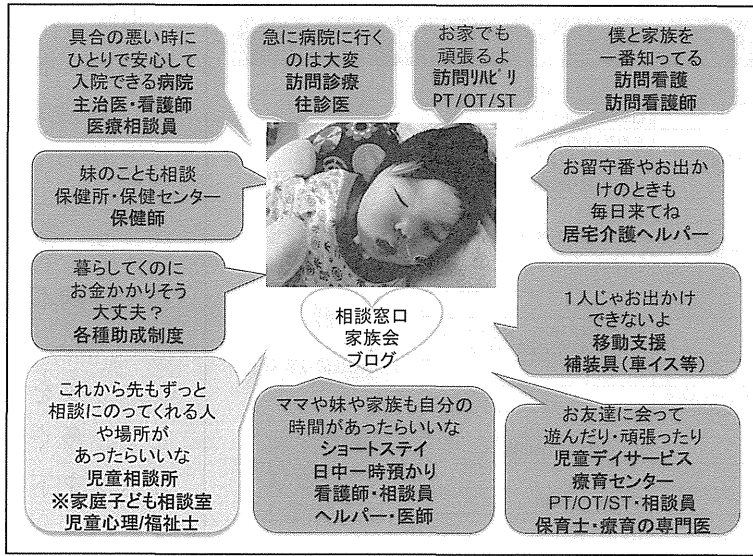 具合の悪い時に
ひとりで安心して
入院できる病院
主治医・看護師
医療相談員
急に病院に行く
のは大変
訪問診療
往診医
お家でも
頑張るよ
訪問ﾘﾊﾋﾞﾘ
PT/OT/ST
僕と家族を
一番知ってる
訪問看護
訪問看護師
妹のことも相談
保健所・保健センター
保健師
お留守番やお出か
けのときも
毎日来てね
居宅介護ヘルパー
暮らしてくのに
お金かかりそう
大丈夫？
各種助成制度
相談窓口
家族会
ブログ
１人じゃお出かけ
できないよ
移動支援
補装具（車イス等）
これから先もずっと
相談にのってくれる人
や場所が
あったらいいな
児童相談所
※家庭子ども相談室
児童心理/福祉士
ママや妹や家族も自分の
時間があったらいいな
ショートステイ
日中一時預かり
看護師・相談員
ヘルパー・医師
お友達に会って
遊んだり・頑張ったり
児童デイサービス
療育センター
PT/OT/ST・相談員
保育士・療育の専門医